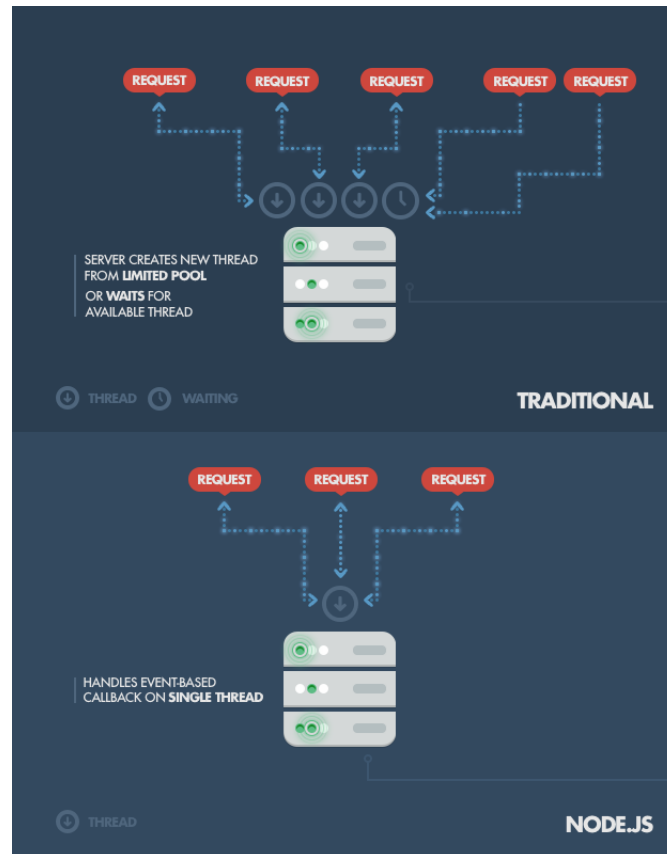 REQUEST
REQUEST
REQUEST
REQUEST
REQUEST
SERVER CREATES NEW THREAD
FROM LIMITED POOL
OR WAITS FOR
AVAILABLE THREAD
THREAD
WAITING
TRADITIONAL
REQUEST
REQUEST
REQUEST
HANDLES EVENT-BASED
CALLBACK ON SINGLE THREAD
THREAD
NODE.JS